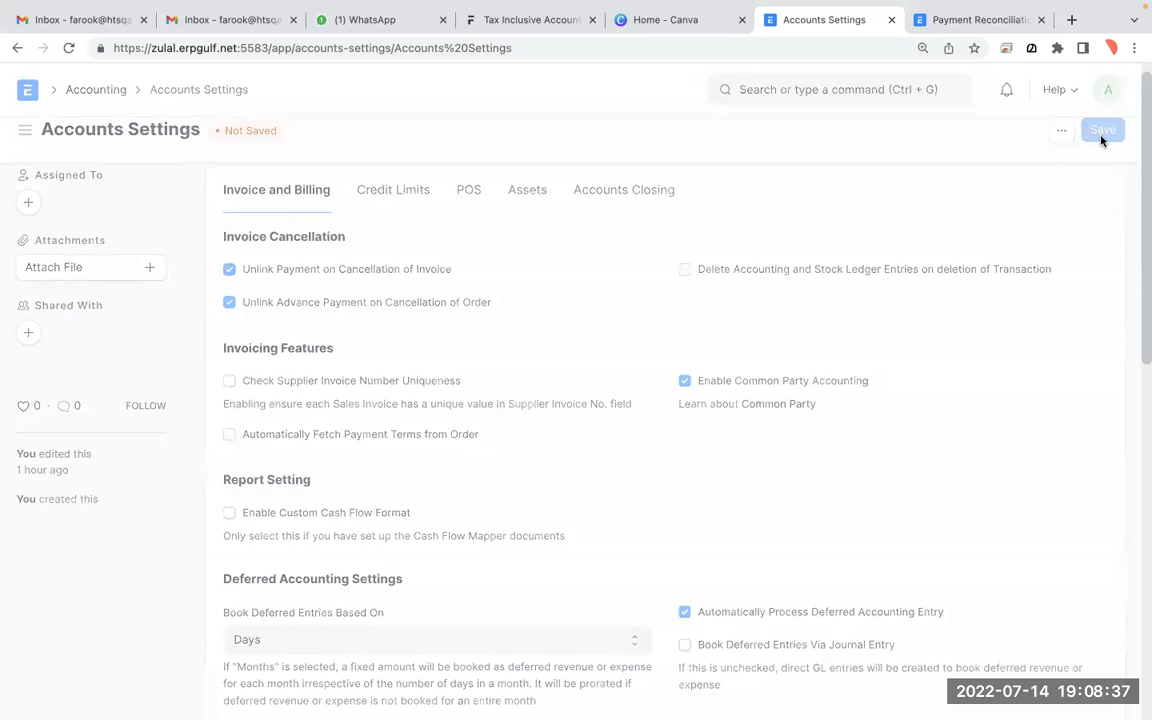 Inbox - farook@htsqa
Inbox - farook@htsqa
(1) WhatsApp
Tax Inclusive Account
Home - Canva
Accounts Settings
Payment Reconciliatio
https://zulal.erpgulf.net:5583/app/accounts-settings/Accounts%20Settings
E
Accounting
Accounts Settings
Search or type a command (Ctrl + G)
Help
A
Accounts Settings
• Not Saved
Save
Assigned To
Attachments
Attach File
Shared With
0 · 0 FOLLOW
You edited this
1 hour ago
You created this
Invoice and Billing
Credit Limits
POS
Assets
Accounts Closing
Invoice Cancellation
Unlink Payment on Cancellation of Invoice
Delete Accounting and Stock Ledger Entries on deletion of Transaction
Unlink Advance Payment on Cancellation of Order
Invoicing Features
Check Supplier Invoice Number Uniqueness
Enable Common Party Accounting
Enabling ensure each Sales Invoice has a unique value in Supplier Invoice No. field
Learn about Common Party
Automatically Fetch Payment Terms from Order
Report Setting
Enable Custom Cash Flow Format
Only select this if you have set up the Cash Flow Mapper documents
Deferred Accounting Settings
Book Deferred Entries Based On
Days
If "Months" is selected, a fixed amount will be booked as deferred revenue or expense
for each month irrespective of the number of days in a month. It will be prorated if
deferred revenue or expense is not booked for an entire month
Automatically Process Deferred Accounting Entry
Book Deferred Entries Via Journal Entry
If this is unchecked, direct GL entries will be created to book deferred revenue or
expense
2022-07-14 19:08:37